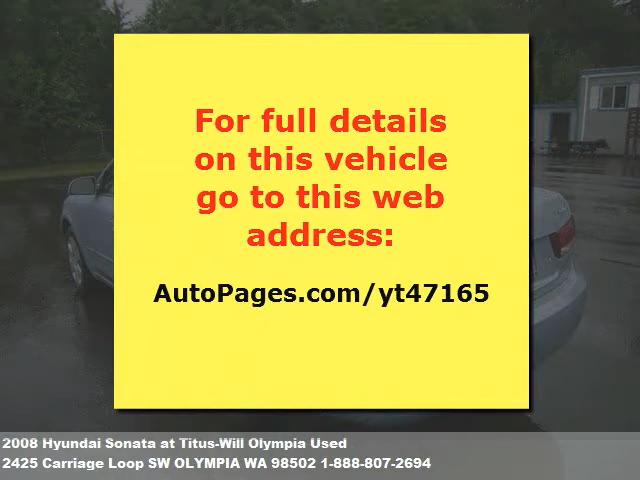 For full details
on this vehicle
go to this web
address:
AutoPages.com/yt47165
2008 Hyundai Sonata at Titus-Will Olympia Used
2425 Carriage Loop SW OLYMPIA WA 98502 1-888-807-2694